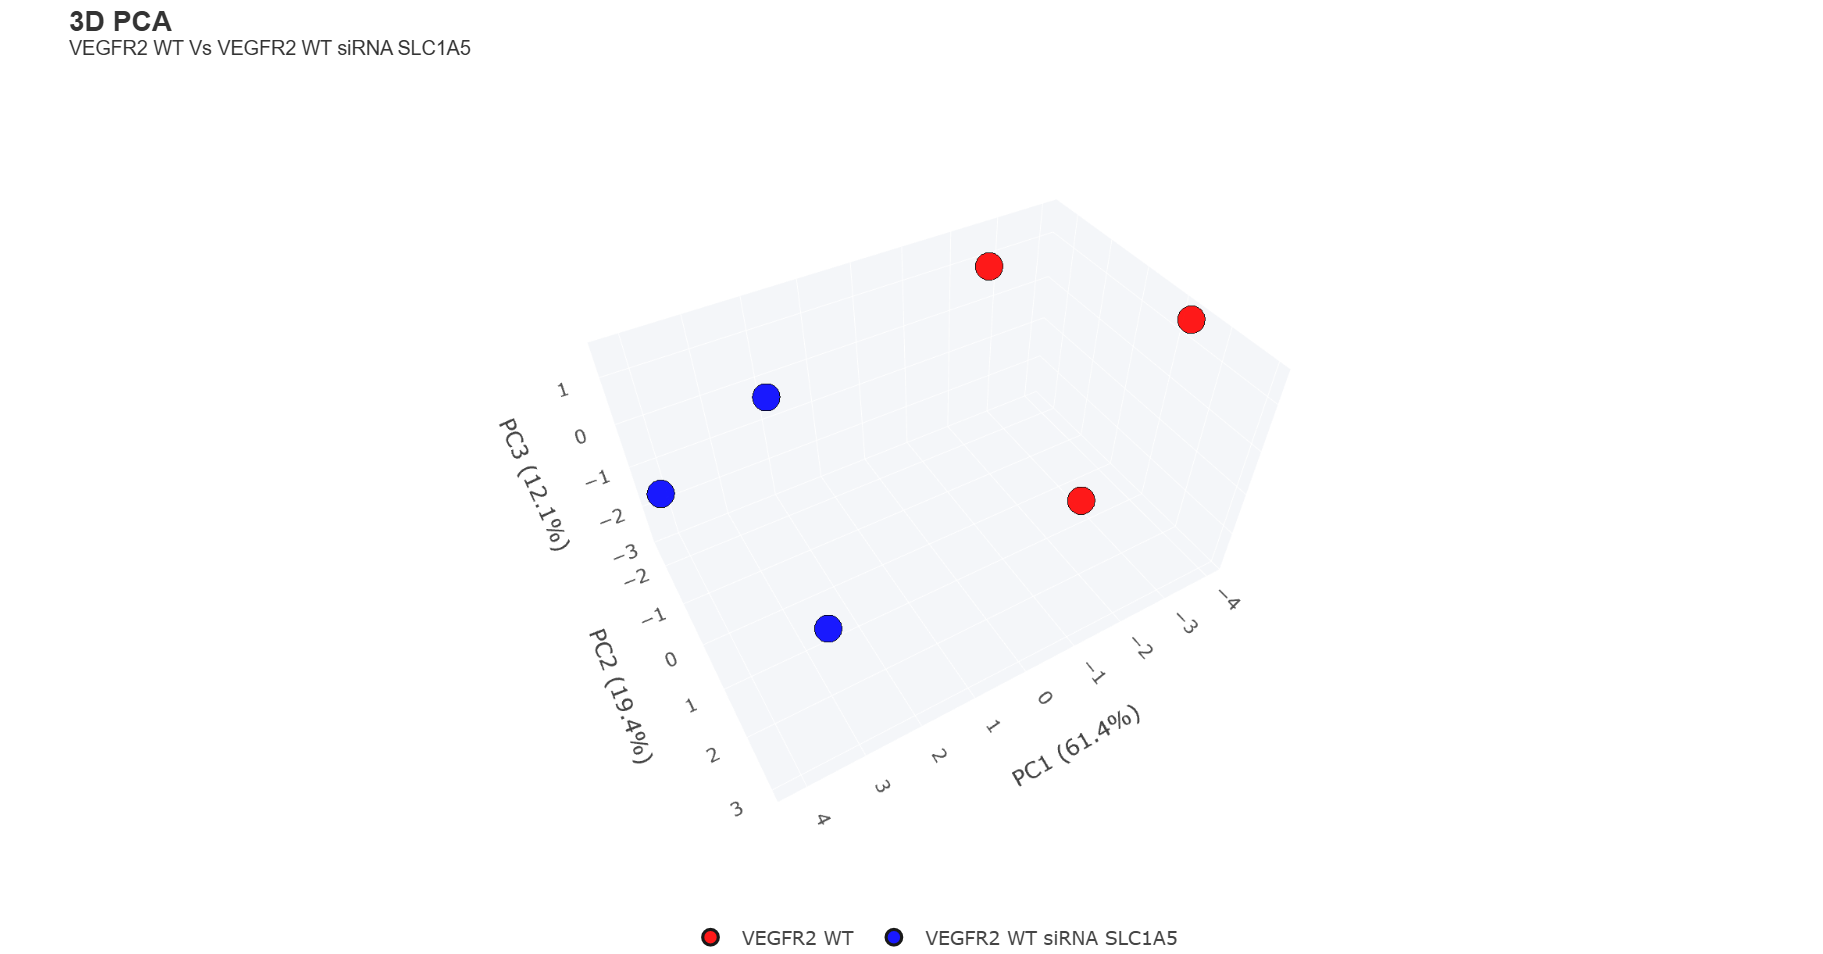 3D PCA
VEGFR2 WT Vs VEGFR2 WT siRNA SLC1A5
1
0
−1
−2
−3
PC3 (12.1%)
−2
−1
0
1
2
3
PC2 (19.4%)
4
3
2
1
0
−1
−2
−3
−4
PC1 (61.4%)
VEGFR2 WT
VEGFR2 WT siRNA SLC1A5